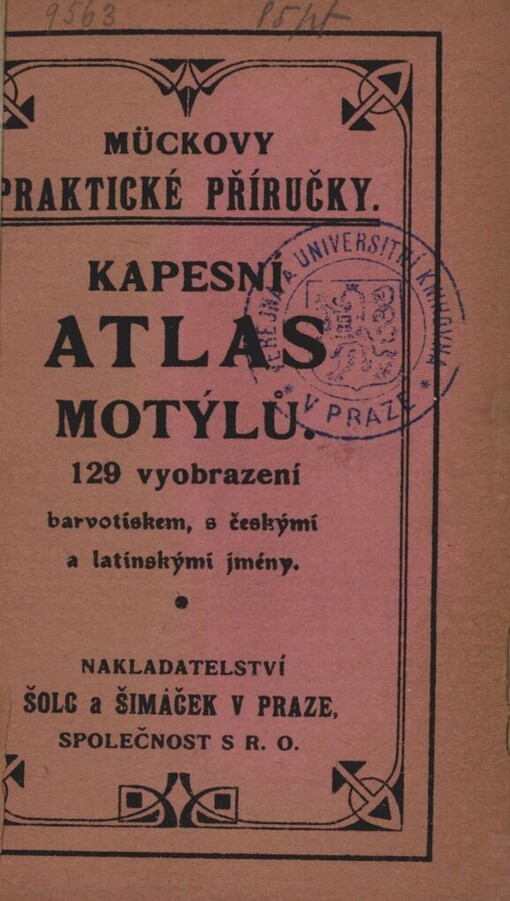 9563
MÜCKOVY
PRAKTICKÉ PŘÍRUČKY.
KAPESNÍ
ATLAS
MOTÝLŮ.
129 vyobrazení
barvotiskem, s českými
a latinskými jmény.
NAKLADATELSTVÍ
ŠOLC a ŠIMÁČEK V PRAZE,
SPOLEČNOST S R. O.
VEŘEJNÁ A UNIVERSITNÍ KNIHOVNA
* V PRAZE *